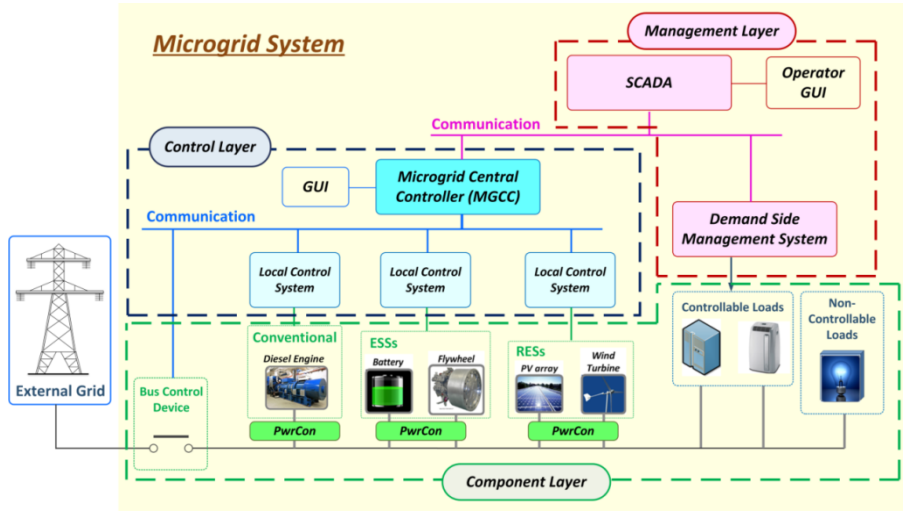 Microgrid System
Management Layer
SCADA
Operator
GUI
Communication
Control Layer
GUI
Microgrid Central
Controller (MGCC)
Communication
Demand Side
Management System
Local Control
System
Local Control
System
Local Control
System
External Grid
Bus Control
Device
Conventional
Diesel Engine
PwrCon
ESSs
Battery
Flywheel
PwrCon
RESs
PV array
Wind
Turbine
PwrCon
Controllable Loads
Non-
Controllable
Loads
Component Layer